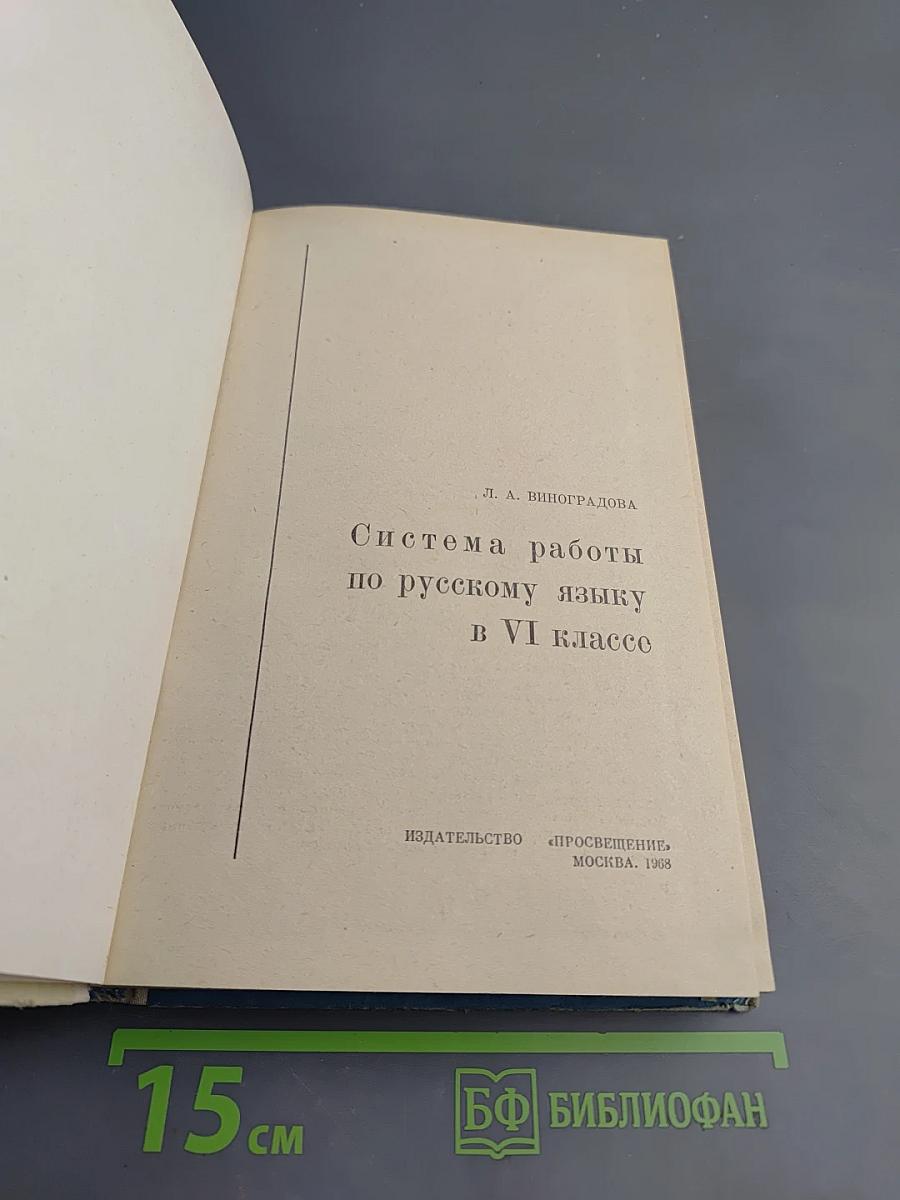 Л. А. ВИНОГРАДОВА
Система работы
по русскому языку
в VI классе
ИЗДАТЕЛЬСТВО «ПРОСВЕЩЕНИЕ»
МОСКВА. 1968
15 см
БФ БИБЛИОФАН